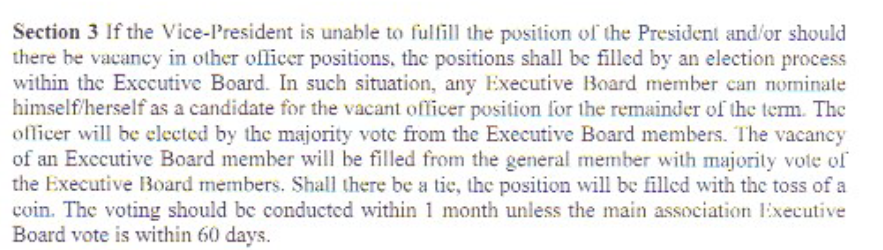 Section 3 If the Vice-President is unable to fulfill the position of the President and/or should
there be vacancy in other officer positions, the positions shall be filled by an election process
within the Executive Board. In such situation, any Executive Board member can nominate
himself/herself as a candidate for the vacant officer position for the remainder of the term. The
officer will be elected by the majority vote from the Executive Board members. The vacancy
of an Executive Board member will be filled from the general member with majority vote of
the Executive Board members. Shall there be a tie, the position will be filled with the toss of a
coin. The voting should be conducted within 1 month unless the main association Executive
Board vote is within 60 days.